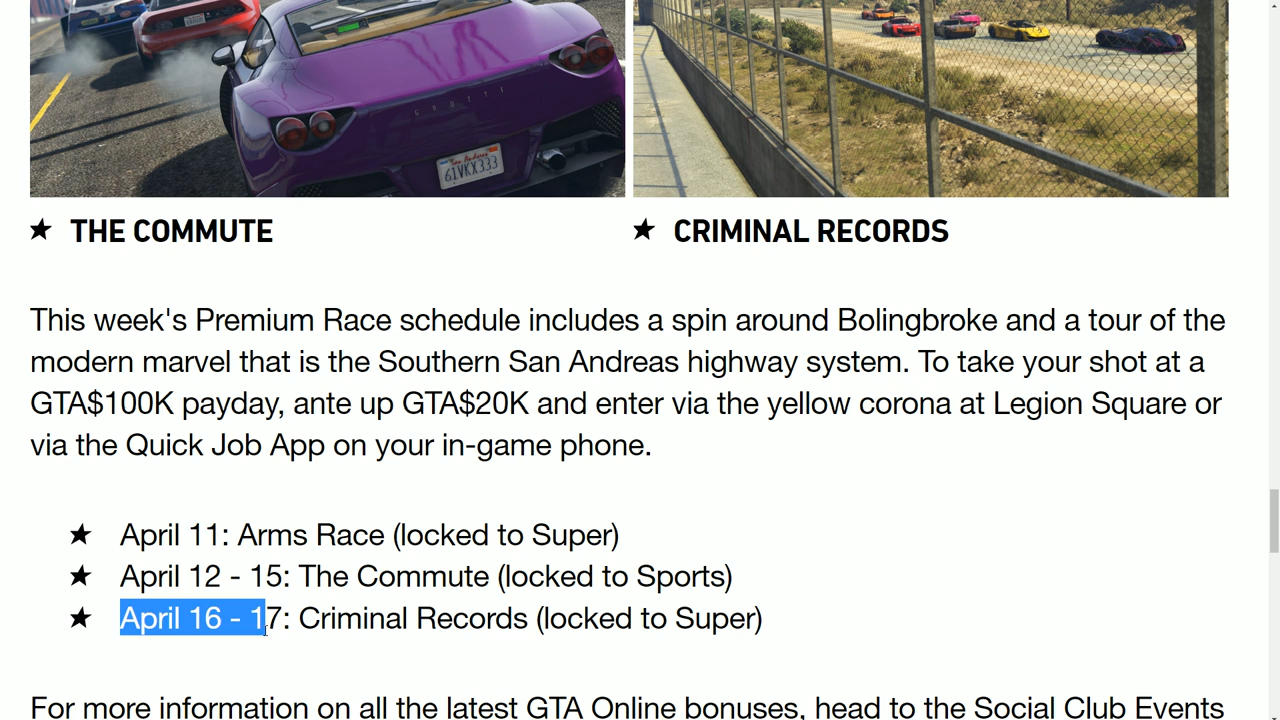 GROTTI
San Andreas
61VKX333
★ THE COMMUTE
★ CRIMINAL RECORDS
This week's Premium Race schedule includes a spin around Bolingbroke and a tour of the
modern marvel that is the Southern San Andreas highway system. To take your shot at a
GTA$100K payday, ante up GTA$20K and enter via the yellow corona at Legion Square or
via the Quick Job App on your in-game phone.
★ April 11: Arms Race (locked to Super)
★ April 12 - 15: The Commute (locked to Sports)
★ April 16 - 17: Criminal Records (locked to Super)
For more information on all the latest GTA Online bonuses, head to the Social Club Events